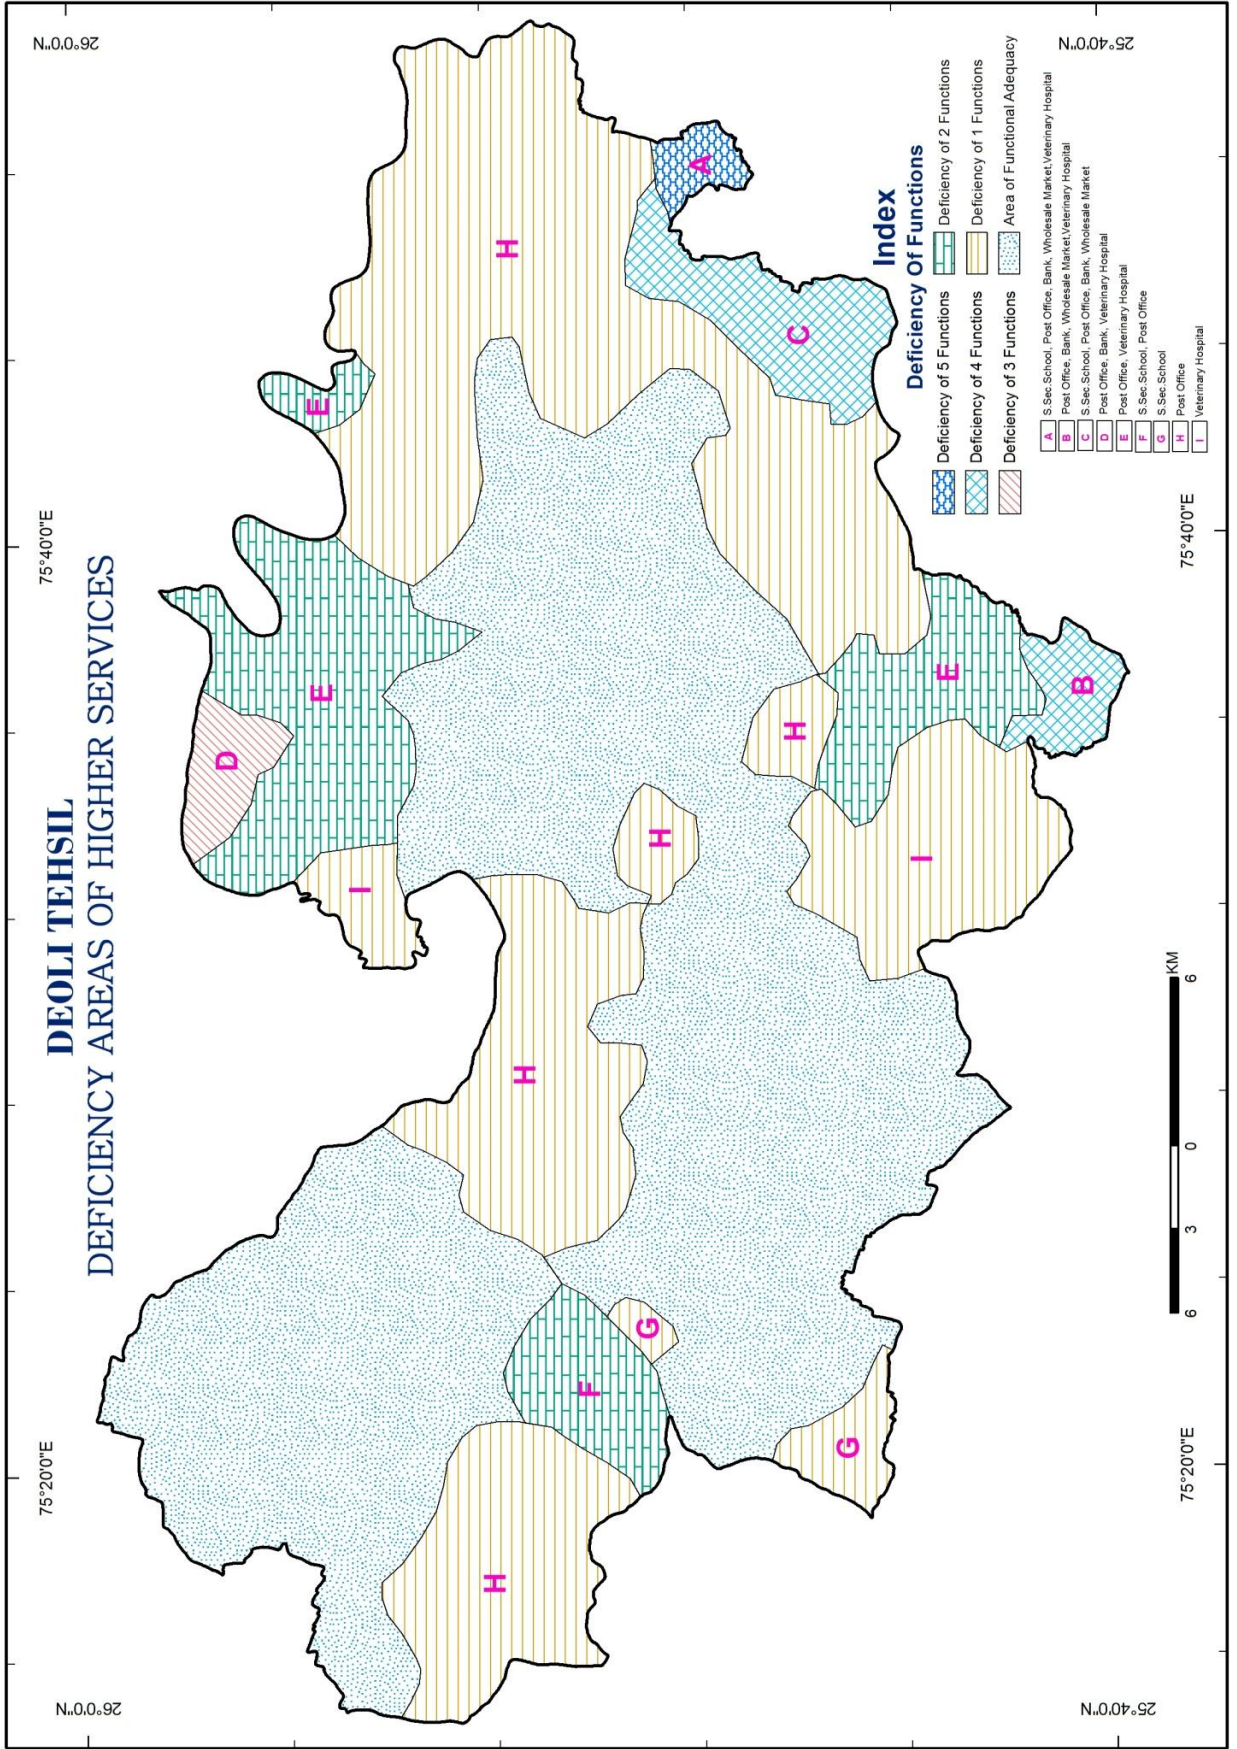 DEOLI TEHSIL
DEFICIENCY AREAS OF HIGHER SERVICES
75°20'0"E
75°40'0"E
26°0'0"N
26°0'0"N
D
E
E
I
H
H
H
H
F
G
H
A
C
E
I
G
B
Index
Deficiency Of Functions
Deficiency of 5 Functions
Deficiency of 2 Functions
Deficiency of 4 Functions
Deficiency of 1 Functions
Deficiency of 3 Functions
Area of Functional Adequacy
A S.Sec.School, Post Office, Bank, Wholesale Market,Veterinary Hospital
B Post Office, Bank, Wholesale Market,Veterinary Hospital
C S.Sec.School, Post Office, Bank, Wholesale Market
D Post Office, Bank, Veterinary Hospital
E Post Office, Veterinary Hospital
F S.Sec.School, Post Office
G S.Sec.School
H Post Office
I Veterinary Hospital
25°40'0"N
25°40'0"N
6 3 0 6
KM
75°20'0"E
75°40'0"E